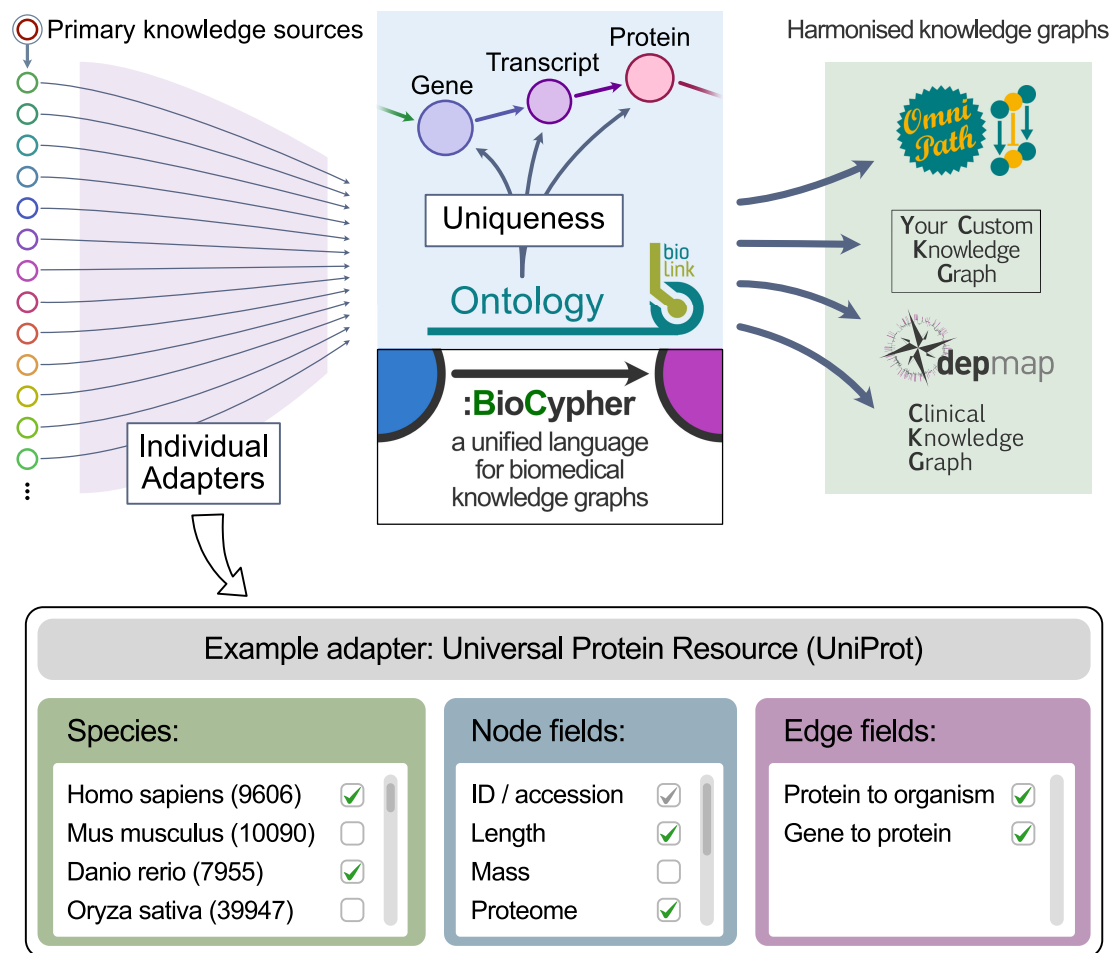 Primary knowledge sources
Individual
Adapters
Gene
Transcript
Protein
Uniqueness
Ontology
bio
link
:BioCypher
a unified language
for biomedical
knowledge graphs
Harmonised knowledge graphs
Omni
Path
Your Custom
Knowledge
Graph
depmap
Clinical
Knowledge
Graph
Example adapter: Universal Protein Resource (UniProt)
Species:
Homo sapiens (9606)
Mus musculus (10090)
Danio rerio (7955)
Oryza sativa (39947)
Node fields:
ID / accession
Length
Mass
Proteome
Edge fields:
Protein to organism
Gene to protein